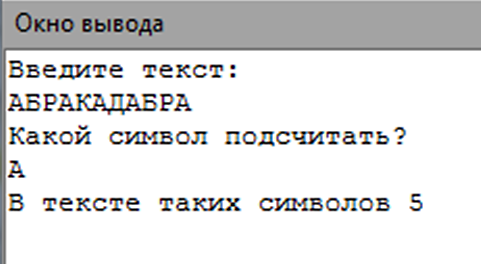 Окно вывода
Введите текст:
АБРАКАДАБРА
Какой символ подсчитать?
А
В тексте таких символов 5